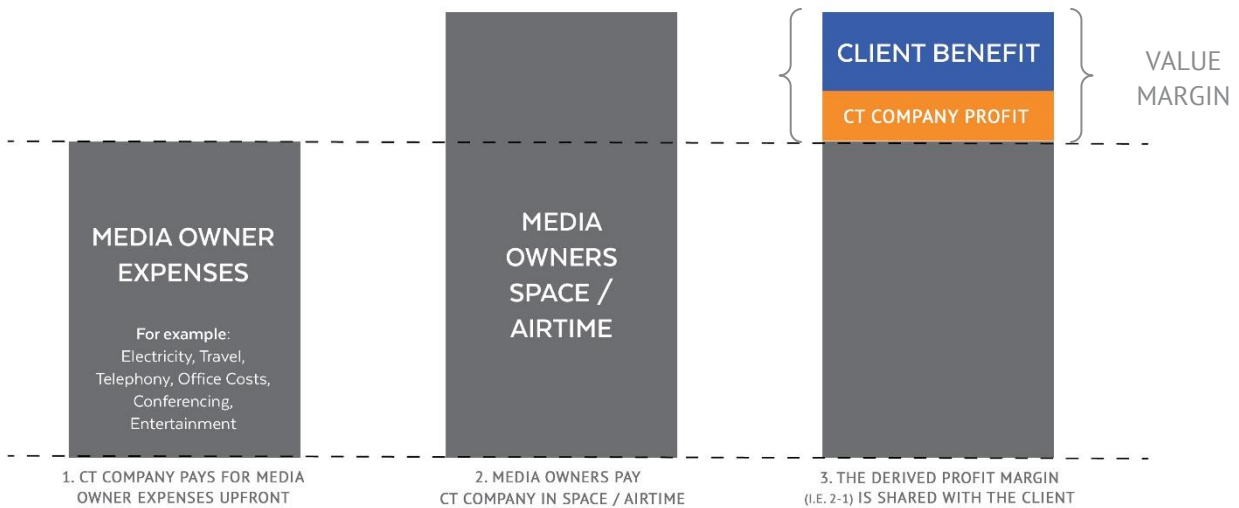 MEDIA OWNER
EXPENSES
For example:
Electricity, Travel,
Telephony, Office Costs,
Conferencing,
Entertainment
1. CT COMPANY PAYS FOR MEDIA
OWNER EXPENSES UPFRONT
MEDIA
OWNERS
SPACE /
AIRTIME
2. MEDIA OWNERS PAY
CT COMPANY IN SPACE / AIRTIME
CLIENT BENEFIT
CT COMPANY PROFIT
VALUE
MARGIN
3. THE DERIVED PROFIT MARGIN
(I.E. 2-1) IS SHARED WITH THE CLIENT